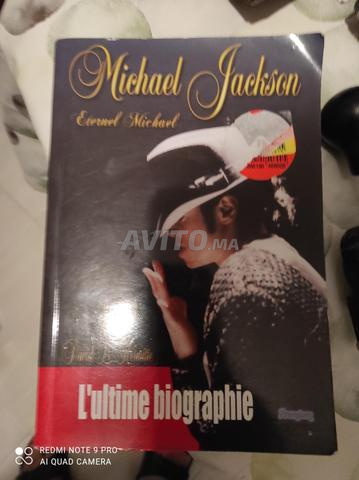 Michael Jackson
Eternel Michael
AVITO.MA
L'ultime biographie
REDMI NOTE 9 PRO
AI QUAD CAMERA